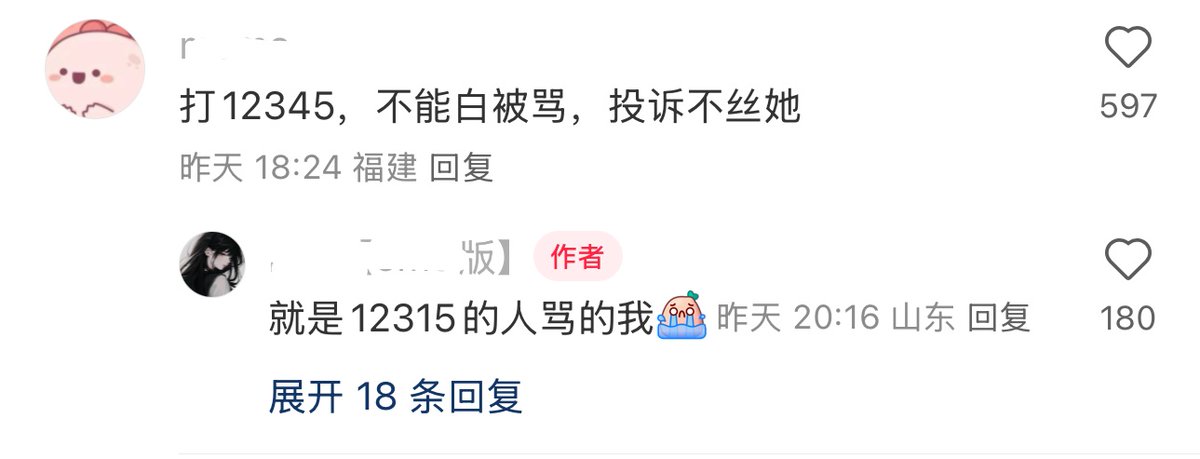 打12345，不能白被骂，投诉不丝她
597
昨天 18:24 福建 回复
版】 作者
就是12315的人骂的我 昨天 20:16 山东 回复
180
展开 18 条回复